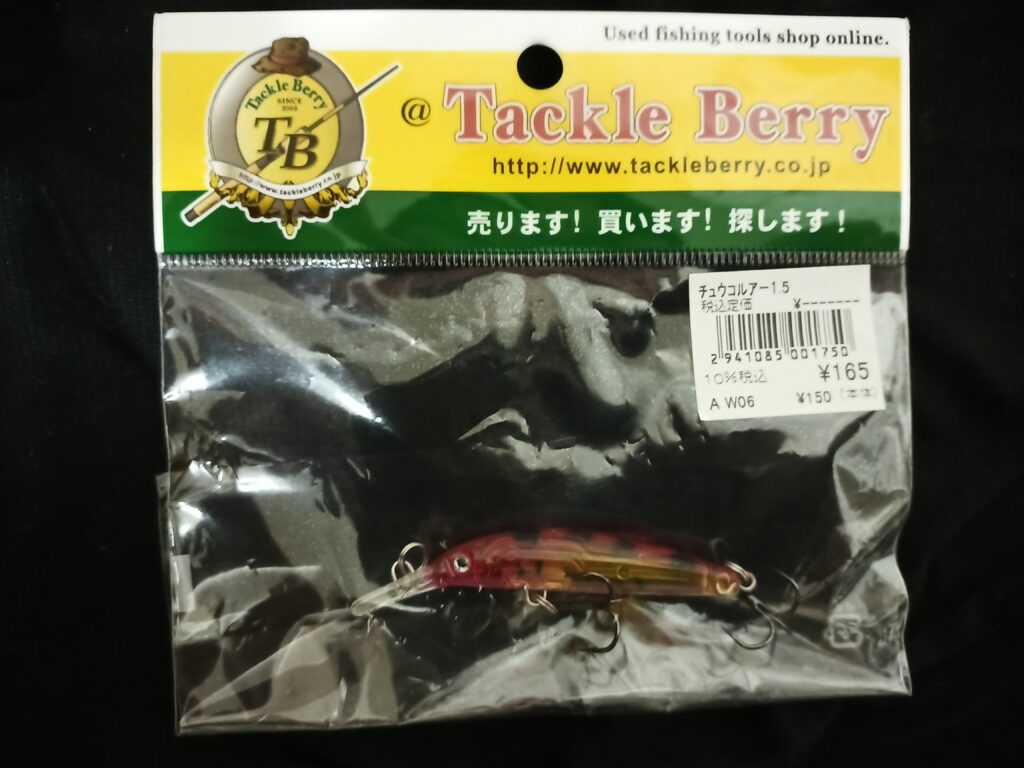 Used fishing tools shop online.
Tackle Berry
SINCE
2000
TB
http://www.tackleberry.co.jp
@ Tackle Berry
http://www.tackleberry.co.jp
売ります! 買います! 探します!
チュウコルアー1.5
税込定価 ¥-------
2 941085 001750
10%税込 ¥165
A W06 ¥150 (本体)